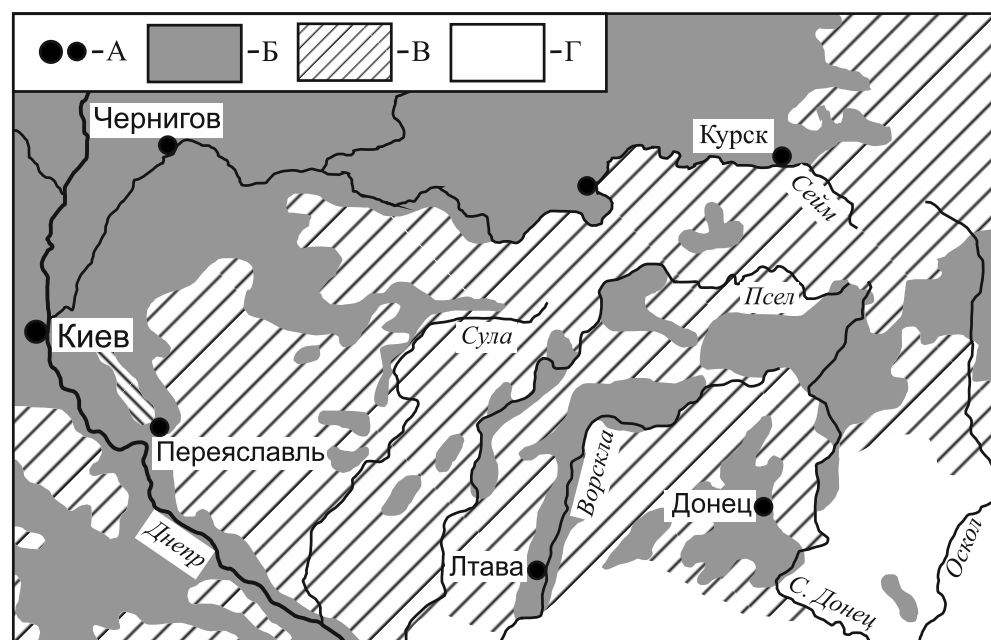 -А
-Б
-В
-Г
Чернигов
Курск
Сейм
Псел
Сула
Киев
Переяславль
Ворскла
Донец
Днепр
Лтава
Оскол
С. Донец